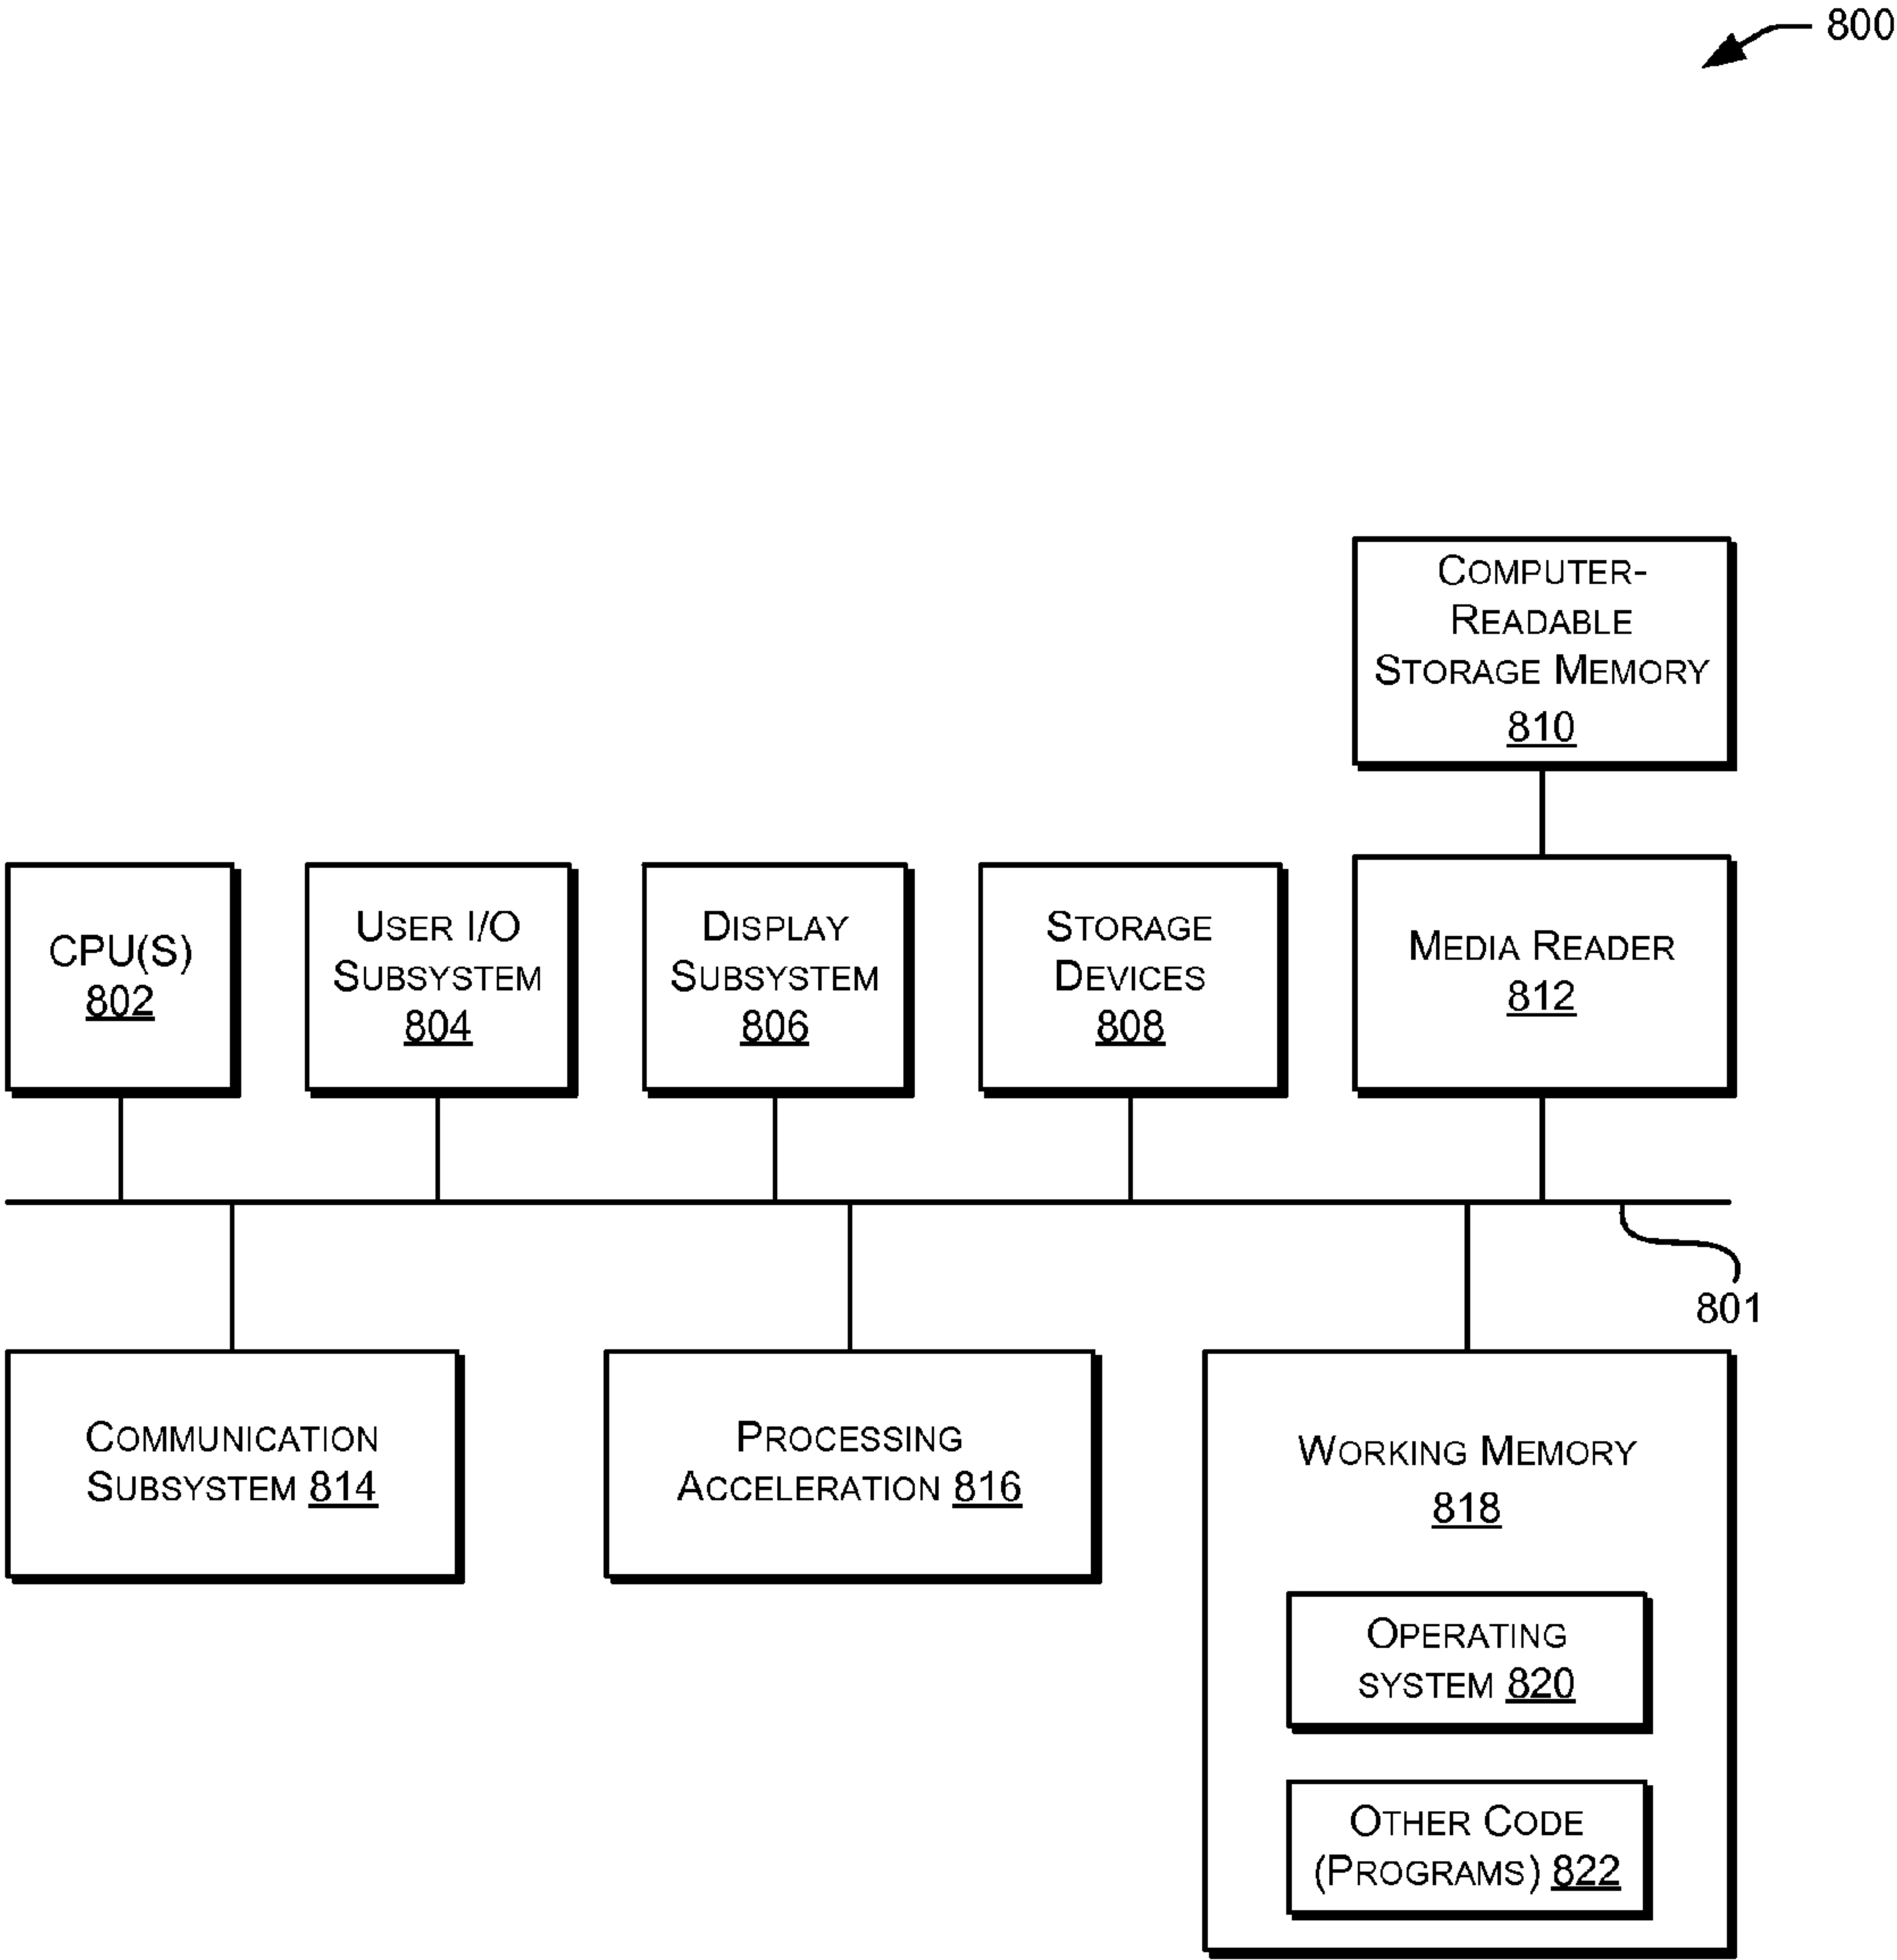 800
COMPUTER-
READABLE
STORAGE MEMORY
810
CPU(S)
802
USER I/O
SUBSYSTEM
804
DISPLAY
SUBSYSTEM
806
STORAGE
DEVICES
808
MEDIA READER
812
801
COMMUNICATION
SUBSYSTEM 814
PROCESSING
ACCELERATION 816
WORKING MEMORY
818
OPERATING
SYSTEM 820
OTHER CODE
(PROGRAMS) 822